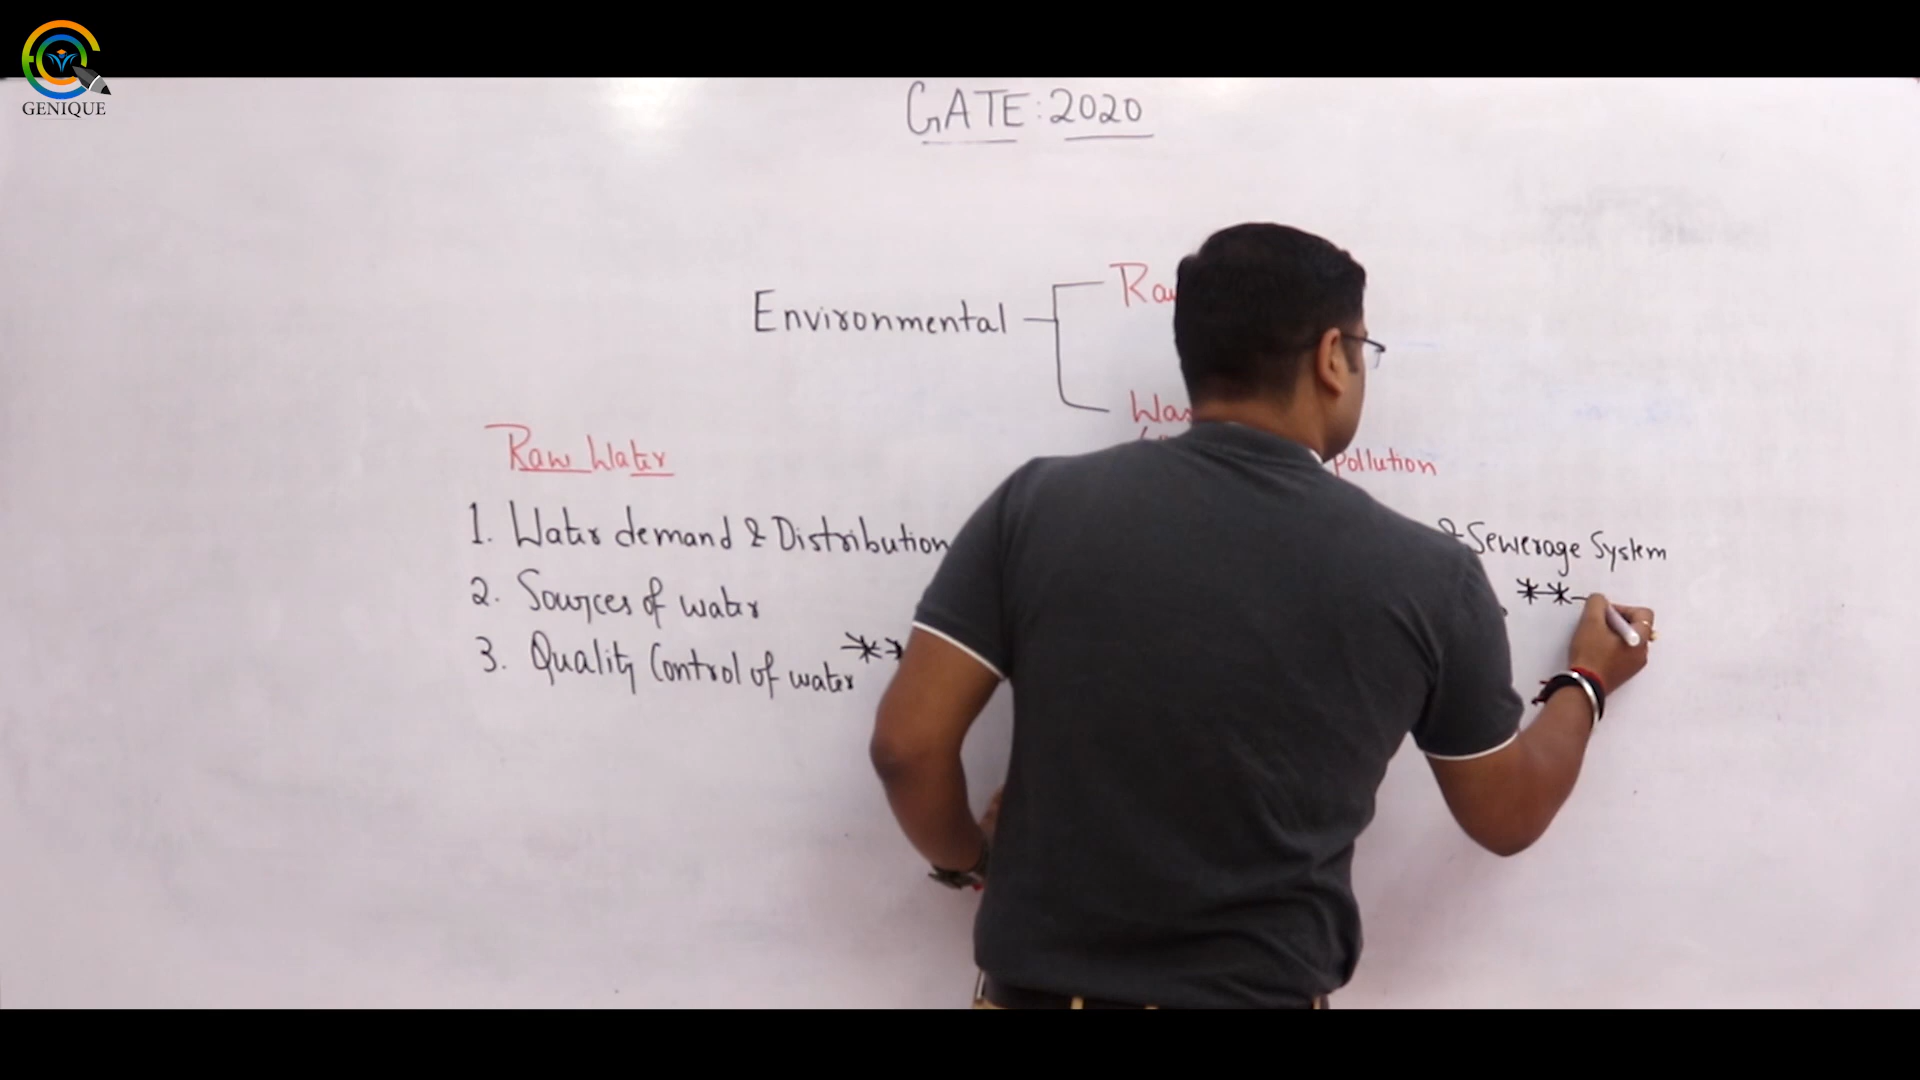 GENIQUE
GATE: 2020
Environmental
Raw Water
Pollution
1. Water demand & Distribution
& Sewerage System
2. Sources of water
**
3. Quality Control of water